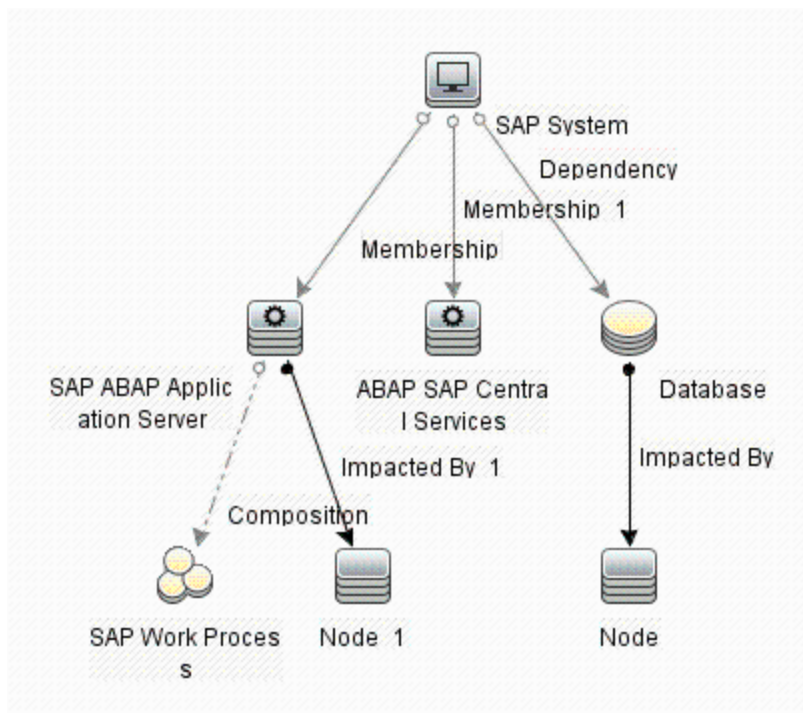 SAP System
Dependency
Membership 1
Membership
SAP ABAP Applic
ation Server
ABAP SAP Centra
l Services
Database
Impacted By 1
Impacted By
Composition
SAP Work Proces
s
Node 1
Node